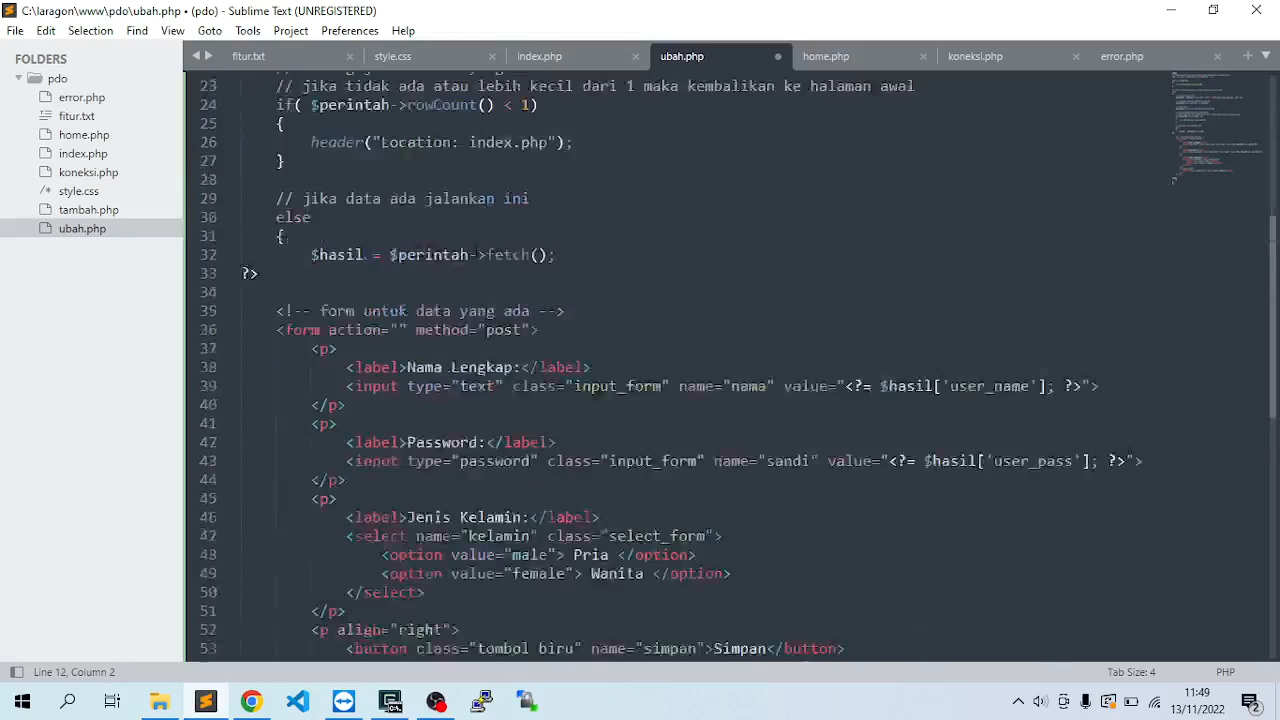 C:\laragon\www\pdo\ubah.php • (pdo) - Sublime Text (UNREGISTERED)
File Edit Selection Find View Goto Tools Project Preferences Help
FOLDERS
pdo
error.php
fitur.txt
home.php
index.php
koneksi.php
style.css
tambah.php
ubah.php
fitur.txt style.css index.php ubah.php home.php koneksi.php error.php
23 // jika tidak ada atau lebih kecil dari 1 maka kembalikan ke halaman awal
24 if( $perintah->rowCount() < 1)
25 {
26 header("Location: index.php");
27 }
28
29 // jika data ada jalankan ini
30 else
31 {
32 $hasil = $perintah->fetch();
33 ?>
34
35 <!-- form untuk data yang ada -->
36 <form action="" method="post">
37 <p>
38 <label>Nama Lengkap:</label>
39 <input type="text" class="input_form" name="nama" value="<?= $hasil['user_name']; ?>">
40 </p>
41 <p>
42 <label>Password:</label>
43 <input type="password" class="input_form" name="sandi" value="<?= $hasil['user_pass']; ?>">
44 </p>
45 <p>
46 <label>Jenis Kelamin:</label>
47 <select name="kelamin" class="select_form">
48 <option value="male"> Pria </option>
49 <option value="female"> Wanita </option>
50 </select>
51 </p>
52 <p align="right">
53 <button class="tombol biru" name="simpan">Simpan</button>
Line 12, Column 2
Tab Size: 4 PHP
11:49
13/11/2022
2